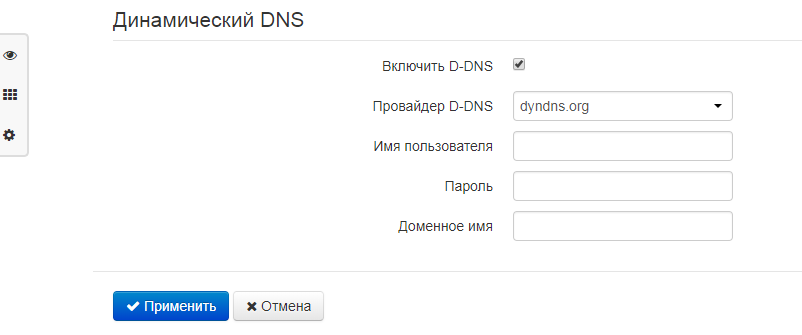 Динамический DNS
Включить D-DNS
Провайдер D-DNS dyndns.org
Имя пользователя
Пароль
Доменное имя
Применить Отмена